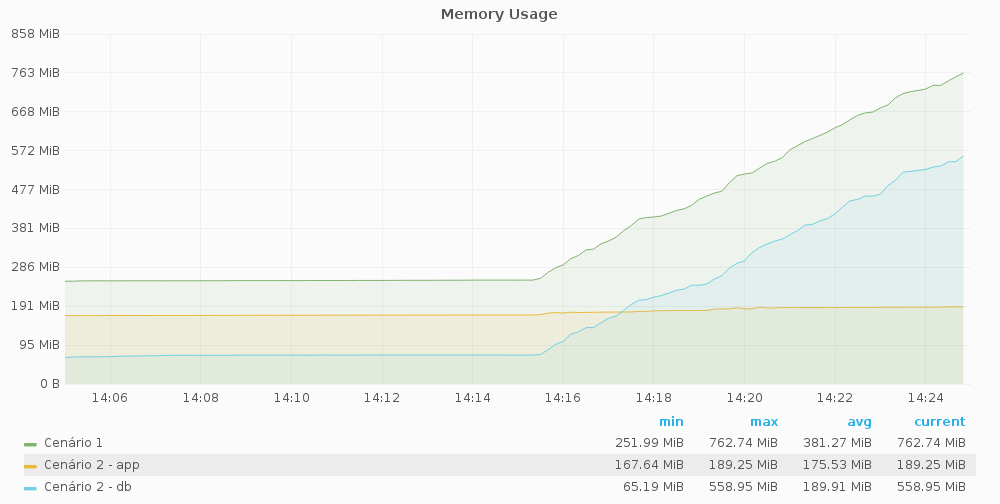 Memory Usage
858 MiB
763 MiB
668 MiB
572 MiB
477 MiB
381 MiB
286 MiB
191 MiB
95 MiB
0 B
14:06 14:08 14:10 14:12 14:14 14:16 14:18 14:20 14:22 14:24
min max avg current
Cenário 1 251.99 MiB 762.74 MiB 381.27 MiB 762.74 MiB
Cenário 2 - app 167.64 MiB 189.25 MiB 175.53 MiB 189.25 MiB
Cenário 2 - db 65.19 MiB 558.95 MiB 189.91 MiB 558.95 MiB